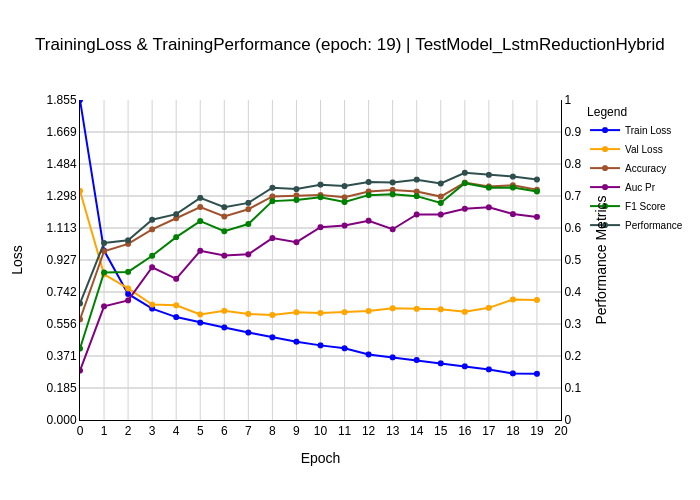 TrainingLoss & TrainingPerformance (epoch: 19) | TestModel_LstmReductionHybrid
1.855
1.669
1.484
1.298
1.113
0.927
0.742
0.556
0.371
0.185
0.000
Loss
0 1 2 3 4 5 6 7 8 9 10 11 12 13 14 15 16 17 18 19 20
Epoch
1
0.9
0.8
0.7
0.6
0.5
0.4
0.3
0.2
0.1
0
Performance Metrics
Legend
Train Loss
Val Loss
Accuracy
Auc Pr
F1 Score
Performance